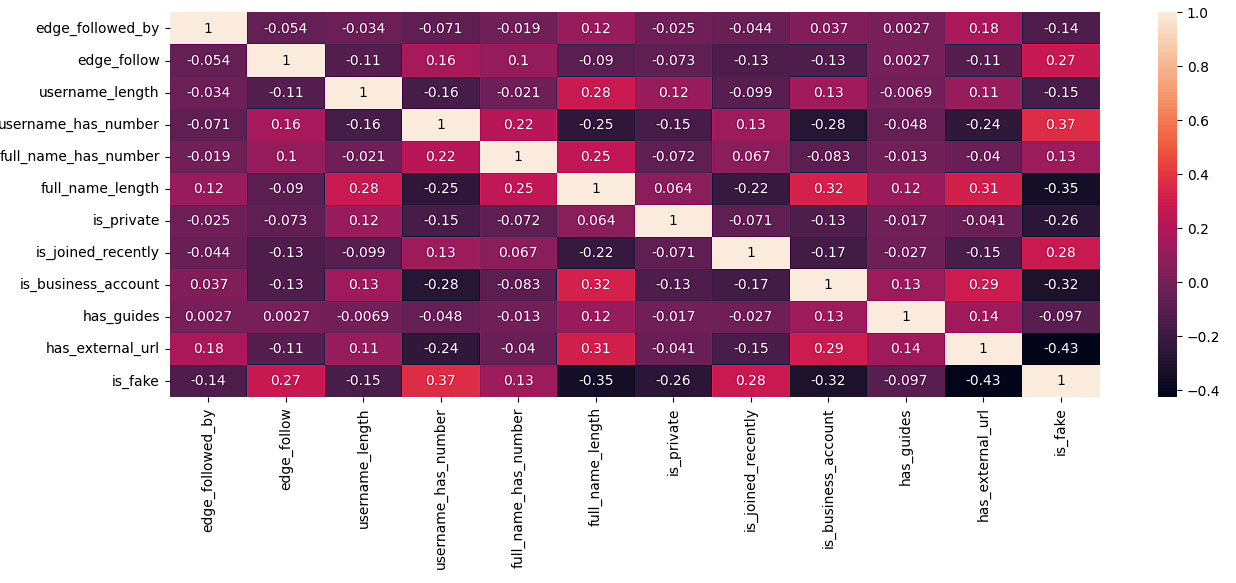 edge_followed_by 1 -0.054 -0.034 -0.071 -0.019 0.12 -0.025 -0.044 0.037 0.0027 0.18 -0.14
edge_follow -0.054 1 -0.11 0.16 0.1 -0.09 -0.073 -0.13 -0.13 0.0027 -0.11 0.27
username_length -0.034 -0.11 1 -0.16 -0.021 0.28 0.12 -0.099 0.13 -0.0069 0.11 -0.15
username_has_number -0.071 0.16 -0.16 1 0.22 -0.25 -0.15 0.13 -0.28 -0.048 -0.24 0.37
full_name_has_number -0.019 0.1 -0.021 0.22 1 0.25 -0.072 0.067 -0.083 -0.013 -0.04 0.13
full_name_length 0.12 -0.09 0.28 -0.25 0.25 1 0.064 -0.22 0.32 0.12 0.31 -0.35
is_private -0.025 -0.073 0.12 -0.15 -0.072 0.064 1 -0.071 -0.13 -0.017 -0.041 -0.26
is_joined_recently -0.044 -0.13 -0.099 0.13 0.067 -0.22 -0.071 1 -0.17 -0.027 -0.15 0.28
is_business_account 0.037 -0.13 0.13 -0.28 -0.083 0.32 -0.13 -0.17 1 0.13 0.29 -0.32
has_guides 0.0027 0.0027 -0.0069 -0.048 -0.013 0.12 -0.017 -0.027 0.13 1 0.14 -0.097
has_external_url 0.18 -0.11 0.11 -0.24 -0.04 0.31 -0.041 -0.15 0.29 0.14 1 -0.43
is_fake -0.14 0.27 -0.15 0.37 0.13 -0.35 -0.26 0.28 -0.32 -0.097 -0.43 1
edge_followed_by
edge_follow
username_length
username_has_number
full_name_has_number
full_name_length
is_private
is_joined_recently
is_business_account
has_guides
has_external_url
is_fake
1.0
0.8
0.6
0.4
0.2
0.0
−0.2
−0.4